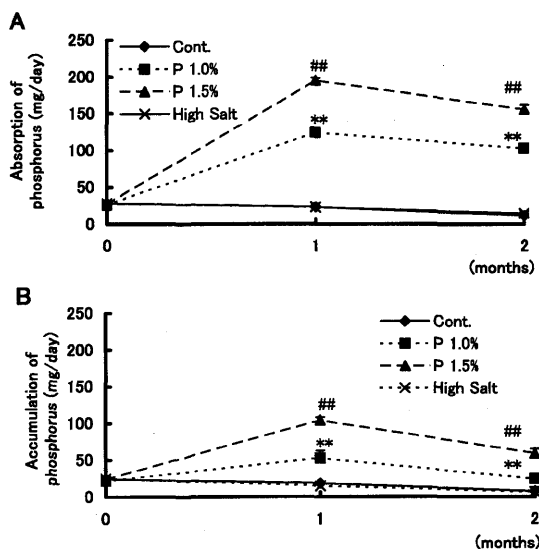 A
Absorption of
phosphorus (mg/day)
250
200
150
100
50
0
Cont.
P 1.0%
P 1.5%
High Salt
##
##
**
**
0
1
2
(months)
B
Accumulation of
phosphorus (mg/day)
250
200
150
100
50
0
Cont.
P 1.0%
P 1.5%
High Salt
##
##
**
**
0
1
2
(months)